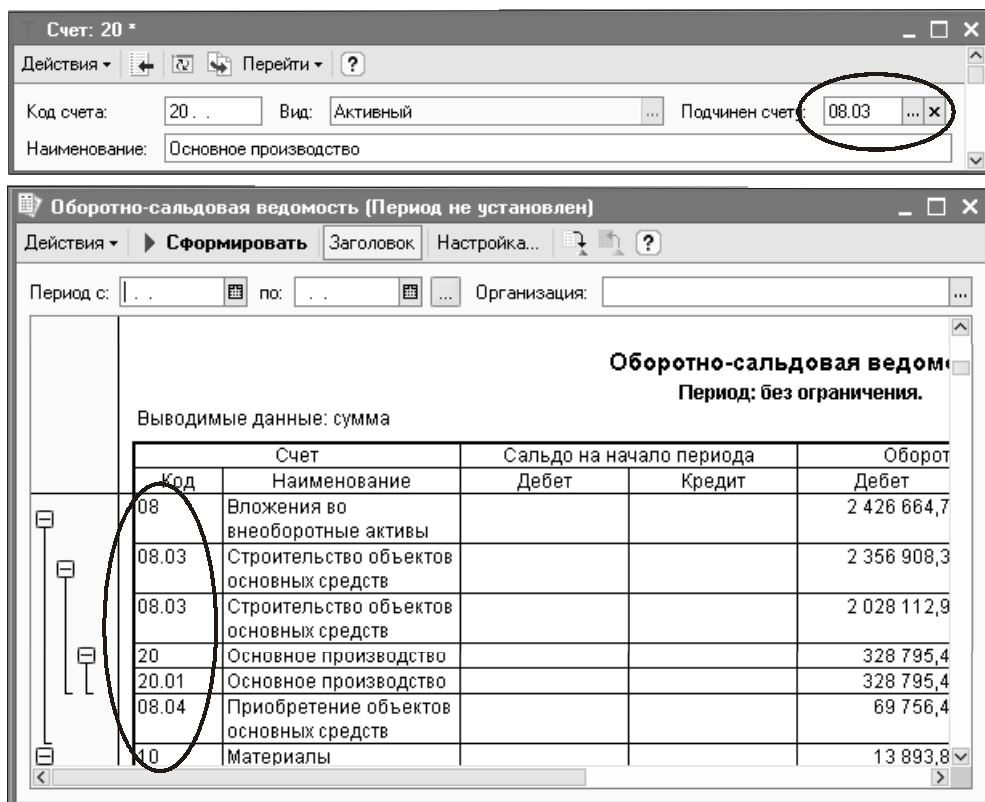 Счет: 20 *
Действия Перейти ?
Код счета: 20 . . Вид: Активный ... Подчинен счету: 08.03 ... x
Наименование: Основное производство
Оборотно-сальдовая ведомость (Период не установлен)
Действия Сформировать Заголовок Настройка... ?
Период с: . . по: . . ... Организация: ...
Оборотно-сальдовая ведом
Период: без ограничения.
Выводимые данные: сумма
Счет Сальдо на начало периода Оборот
Код Наименование Дебет Кредит Дебет
08 Вложения во 2 426 664,7
внеоборотные активы
08.03 Строительство объектов 2 356 908,3
основных средств
08.03 Строительство объектов 2 028 112,9
основных средств
20 Основное производство 328 795,4
20.01 Основное производство 328 795,4
08.04 Приобретение объектов 69 756,4
основных средств
10 Материалы 13 893,8